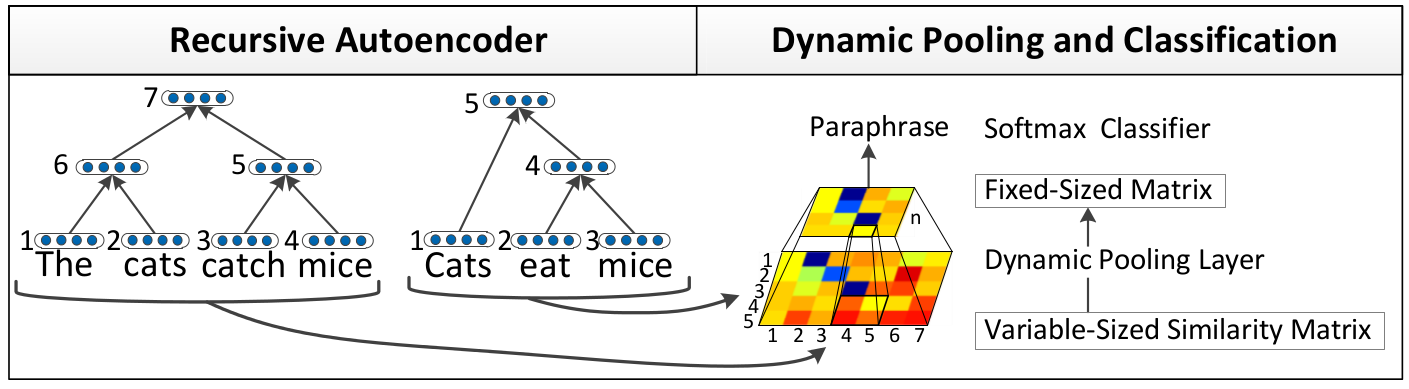 Recursive Autoencoder
Dynamic Pooling and Classification
7
6 5
1 2 3 4
The cats catch mice
5
4
1 2 3
Cats eat mice
Paraphrase
n
1
2
3
4
5
1 2 3 4 5 6 7
Softmax Classifier
Fixed-Sized Matrix
Dynamic Pooling Layer
Variable-Sized Similarity Matrix